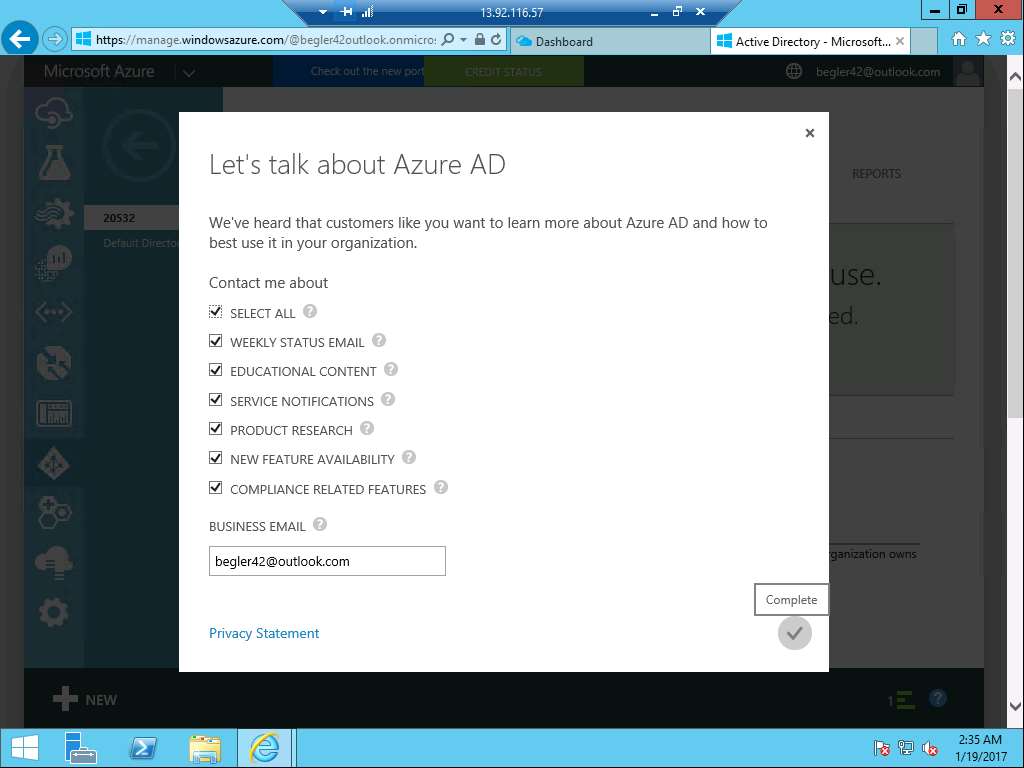 13.92.116.57
https://manage.windowsazure.com/@begler42outlook.onmicro
Dashboard
Active Directory - Microsoft...
Microsoft Azure
Check out the new port
CREDIT STATUS
begler42@outlook.com
REPORTS
20532
Default Directo
use.
ed.
rganization owns
Let's talk about Azure AD
We've heard that customers like you want to learn more about Azure AD and how to
best use it in your organization.
Contact me about
SELECT ALL ?
WEEKLY STATUS EMAIL ?
EDUCATIONAL CONTENT ?
SERVICE NOTIFICATIONS ?
PRODUCT RESEARCH ?
NEW FEATURE AVAILABILITY ?
COMPLIANCE RELATED FEATURES ?
BUSINESS EMAIL ?
begler42@outlook.com
Complete
Privacy Statement
NEW
1
?
2:35 AM
1/19/2017